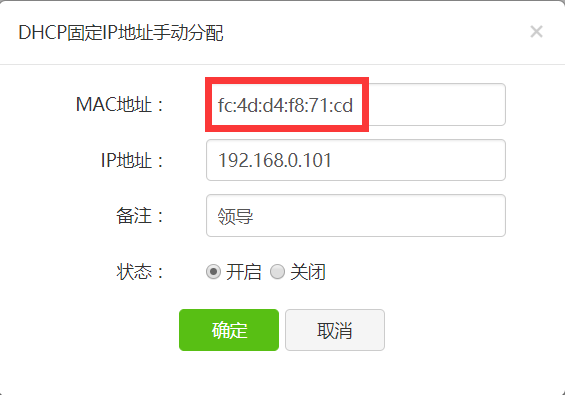 DHCP固定IP地址手动分配 ×
MAC地址： fc:4d:d4:f8:71:cd
IP地址： 192.168.0.101
备注： 领导
状态： 开启 关闭
确定 取消